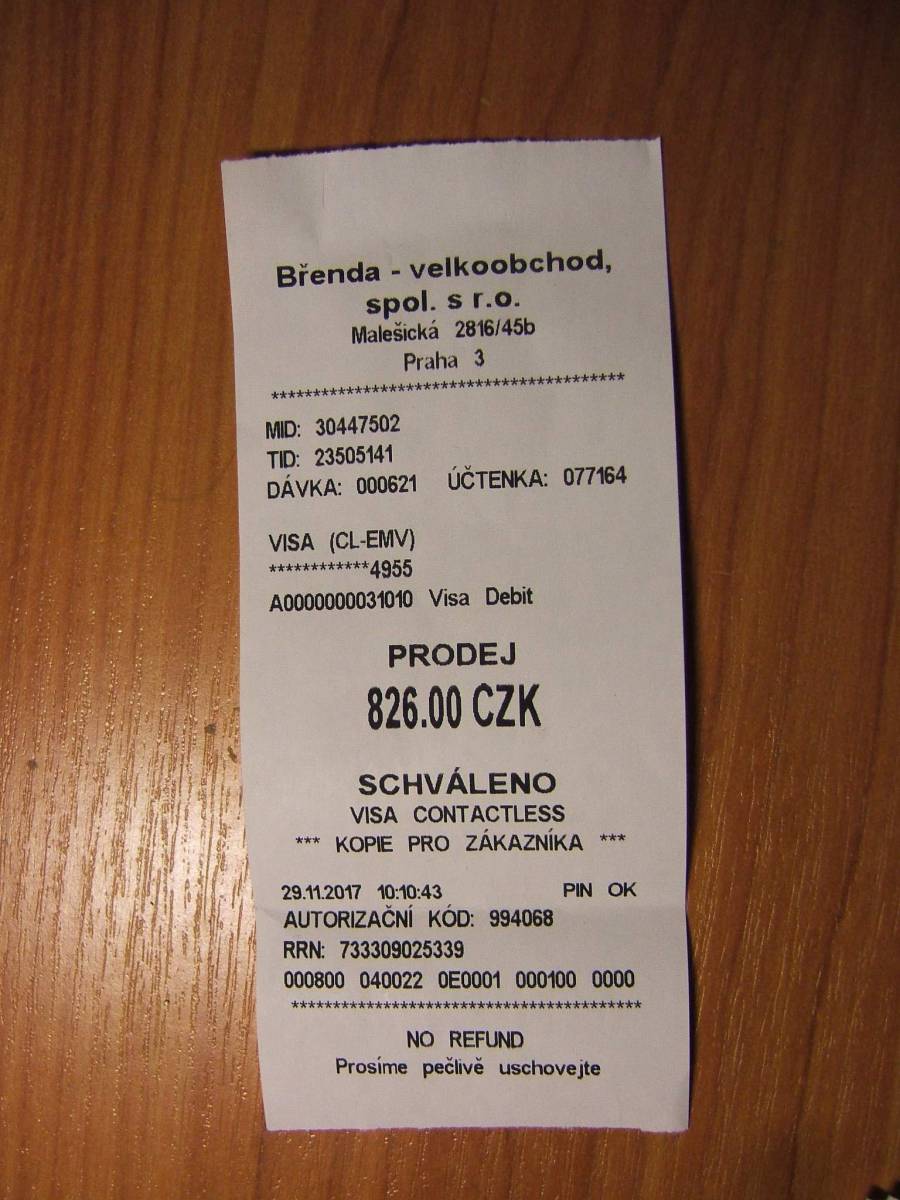 Břenda - velkoobchod,
spol. s r.o.
Malešická 2816/45b
Praha 3
******************************************
MID: 30447502
TID: 23505141
DÁVKA: 000621 ÚČTENKA: 077164
VISA (CL-EMV)
************4955
A0000000031010 Visa Debit
PRODEJ
826.00 CZK
SCHVÁLENO
VISA CONTACTLESS
*** KOPIE PRO ZÁKAZNÍKA ***
29.11.2017 10:10:43 PIN OK
AUTORIZAČNÍ KÓD: 994068
RRN: 733309025339
000800 040022 0E0001 000100 0000
******************************************
NO REFUND
Prosíme pečlivě uschovejte